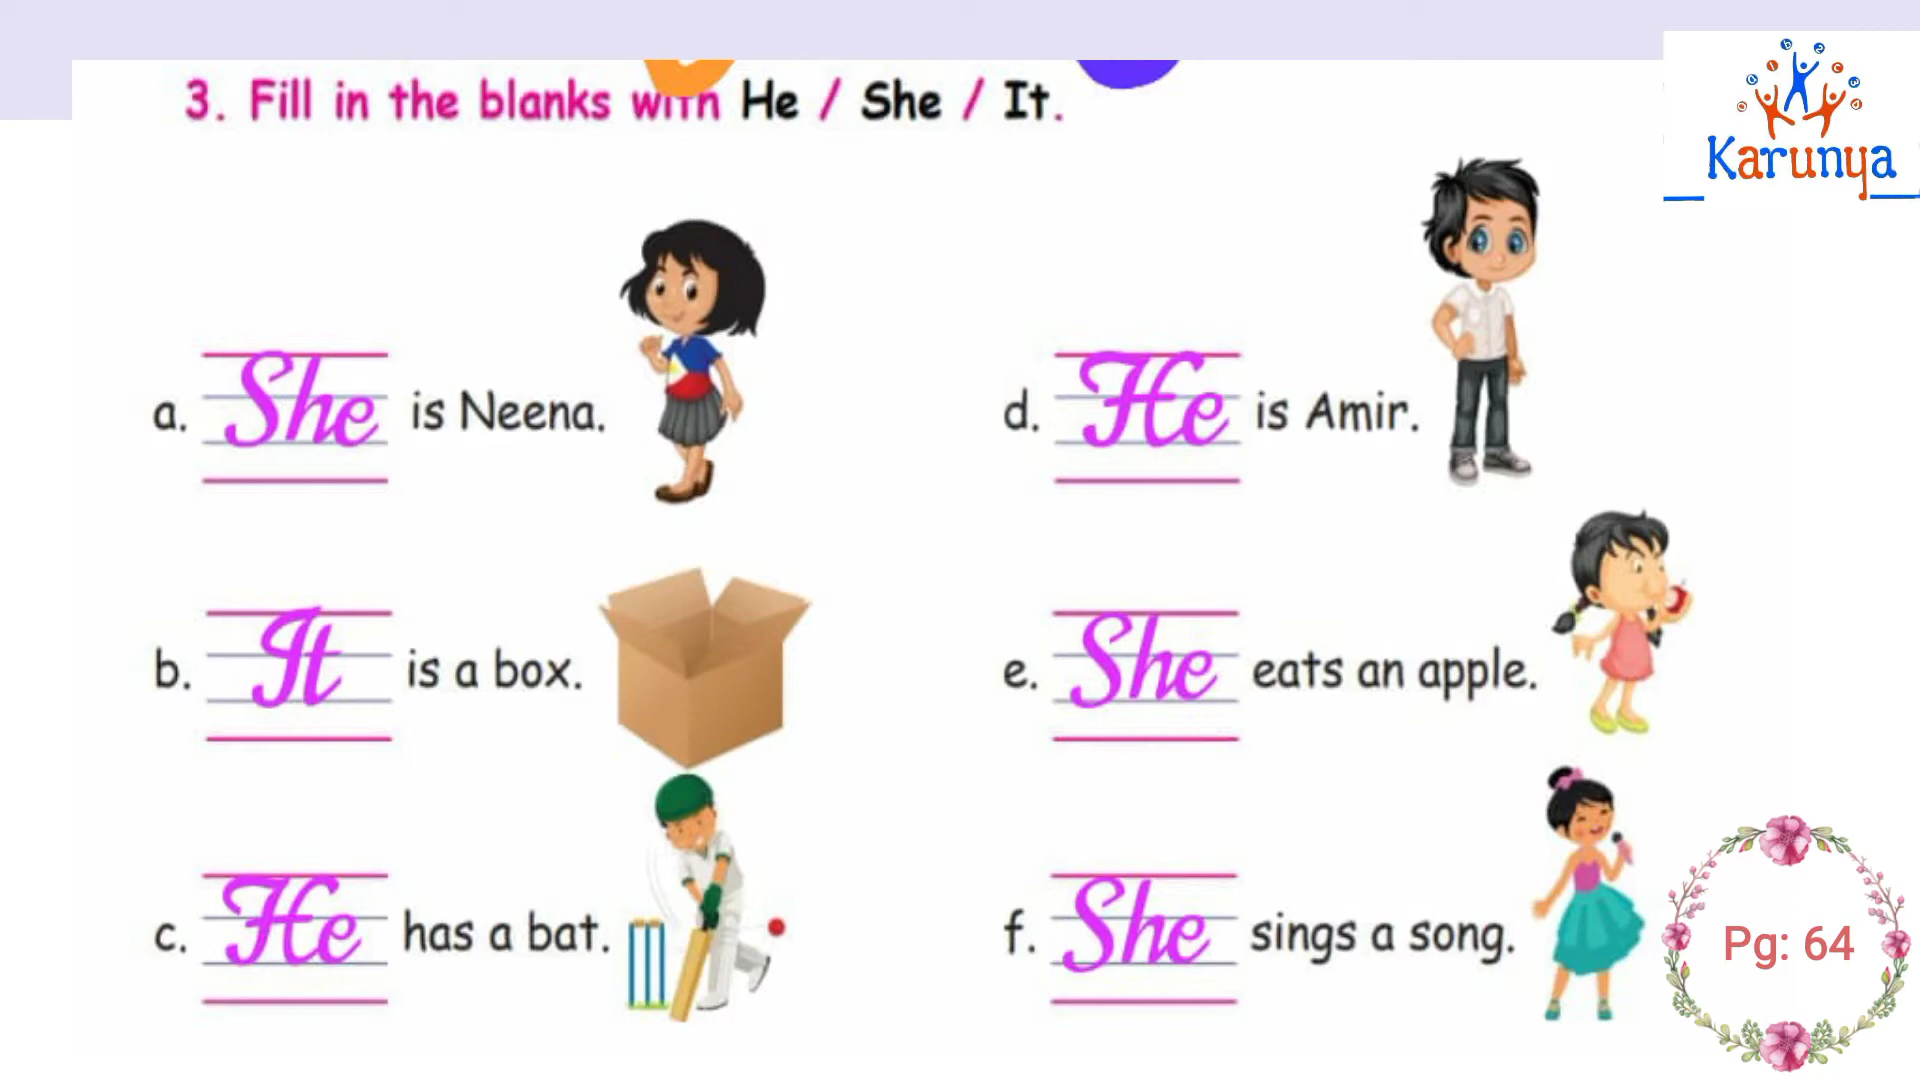 3. Fill in the blanks with He / She / It.
Karunya
a. She is Neena.
b. It is a box.
c. He has a bat.
d. He is Amir.
e. She eats an apple.
f. She sings a song.
Pg: 64